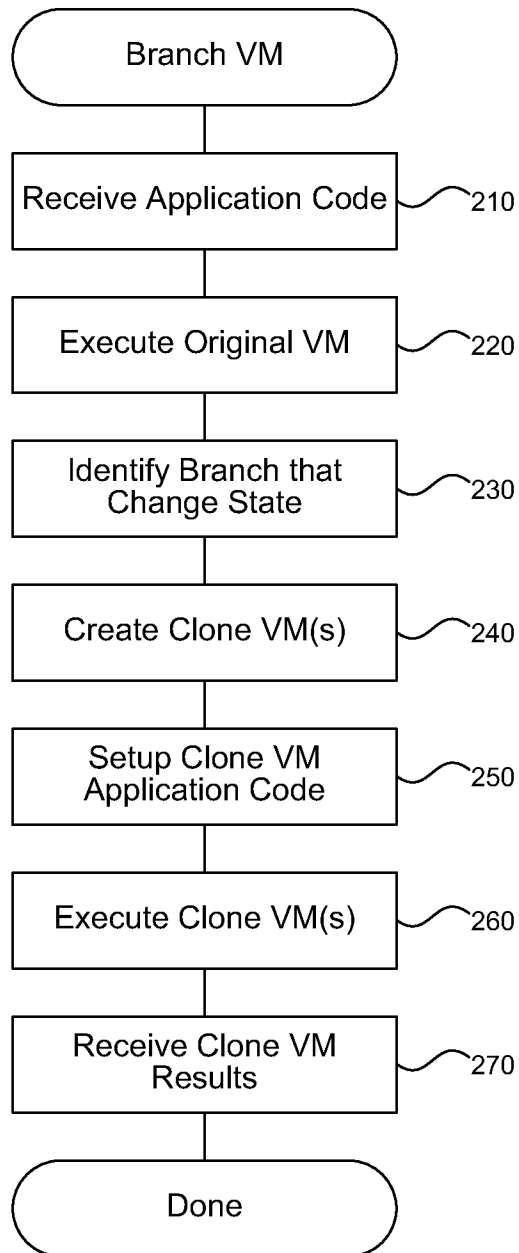 Branch VM
Receive Application Code
210
Execute Original VM
220
Identify Branch that
Change State
230
Create Clone VM(s)
240
Setup Clone VM
Application Code
250
Execute Clone VM(s)
260
Receive Clone VM
Results
270
Done